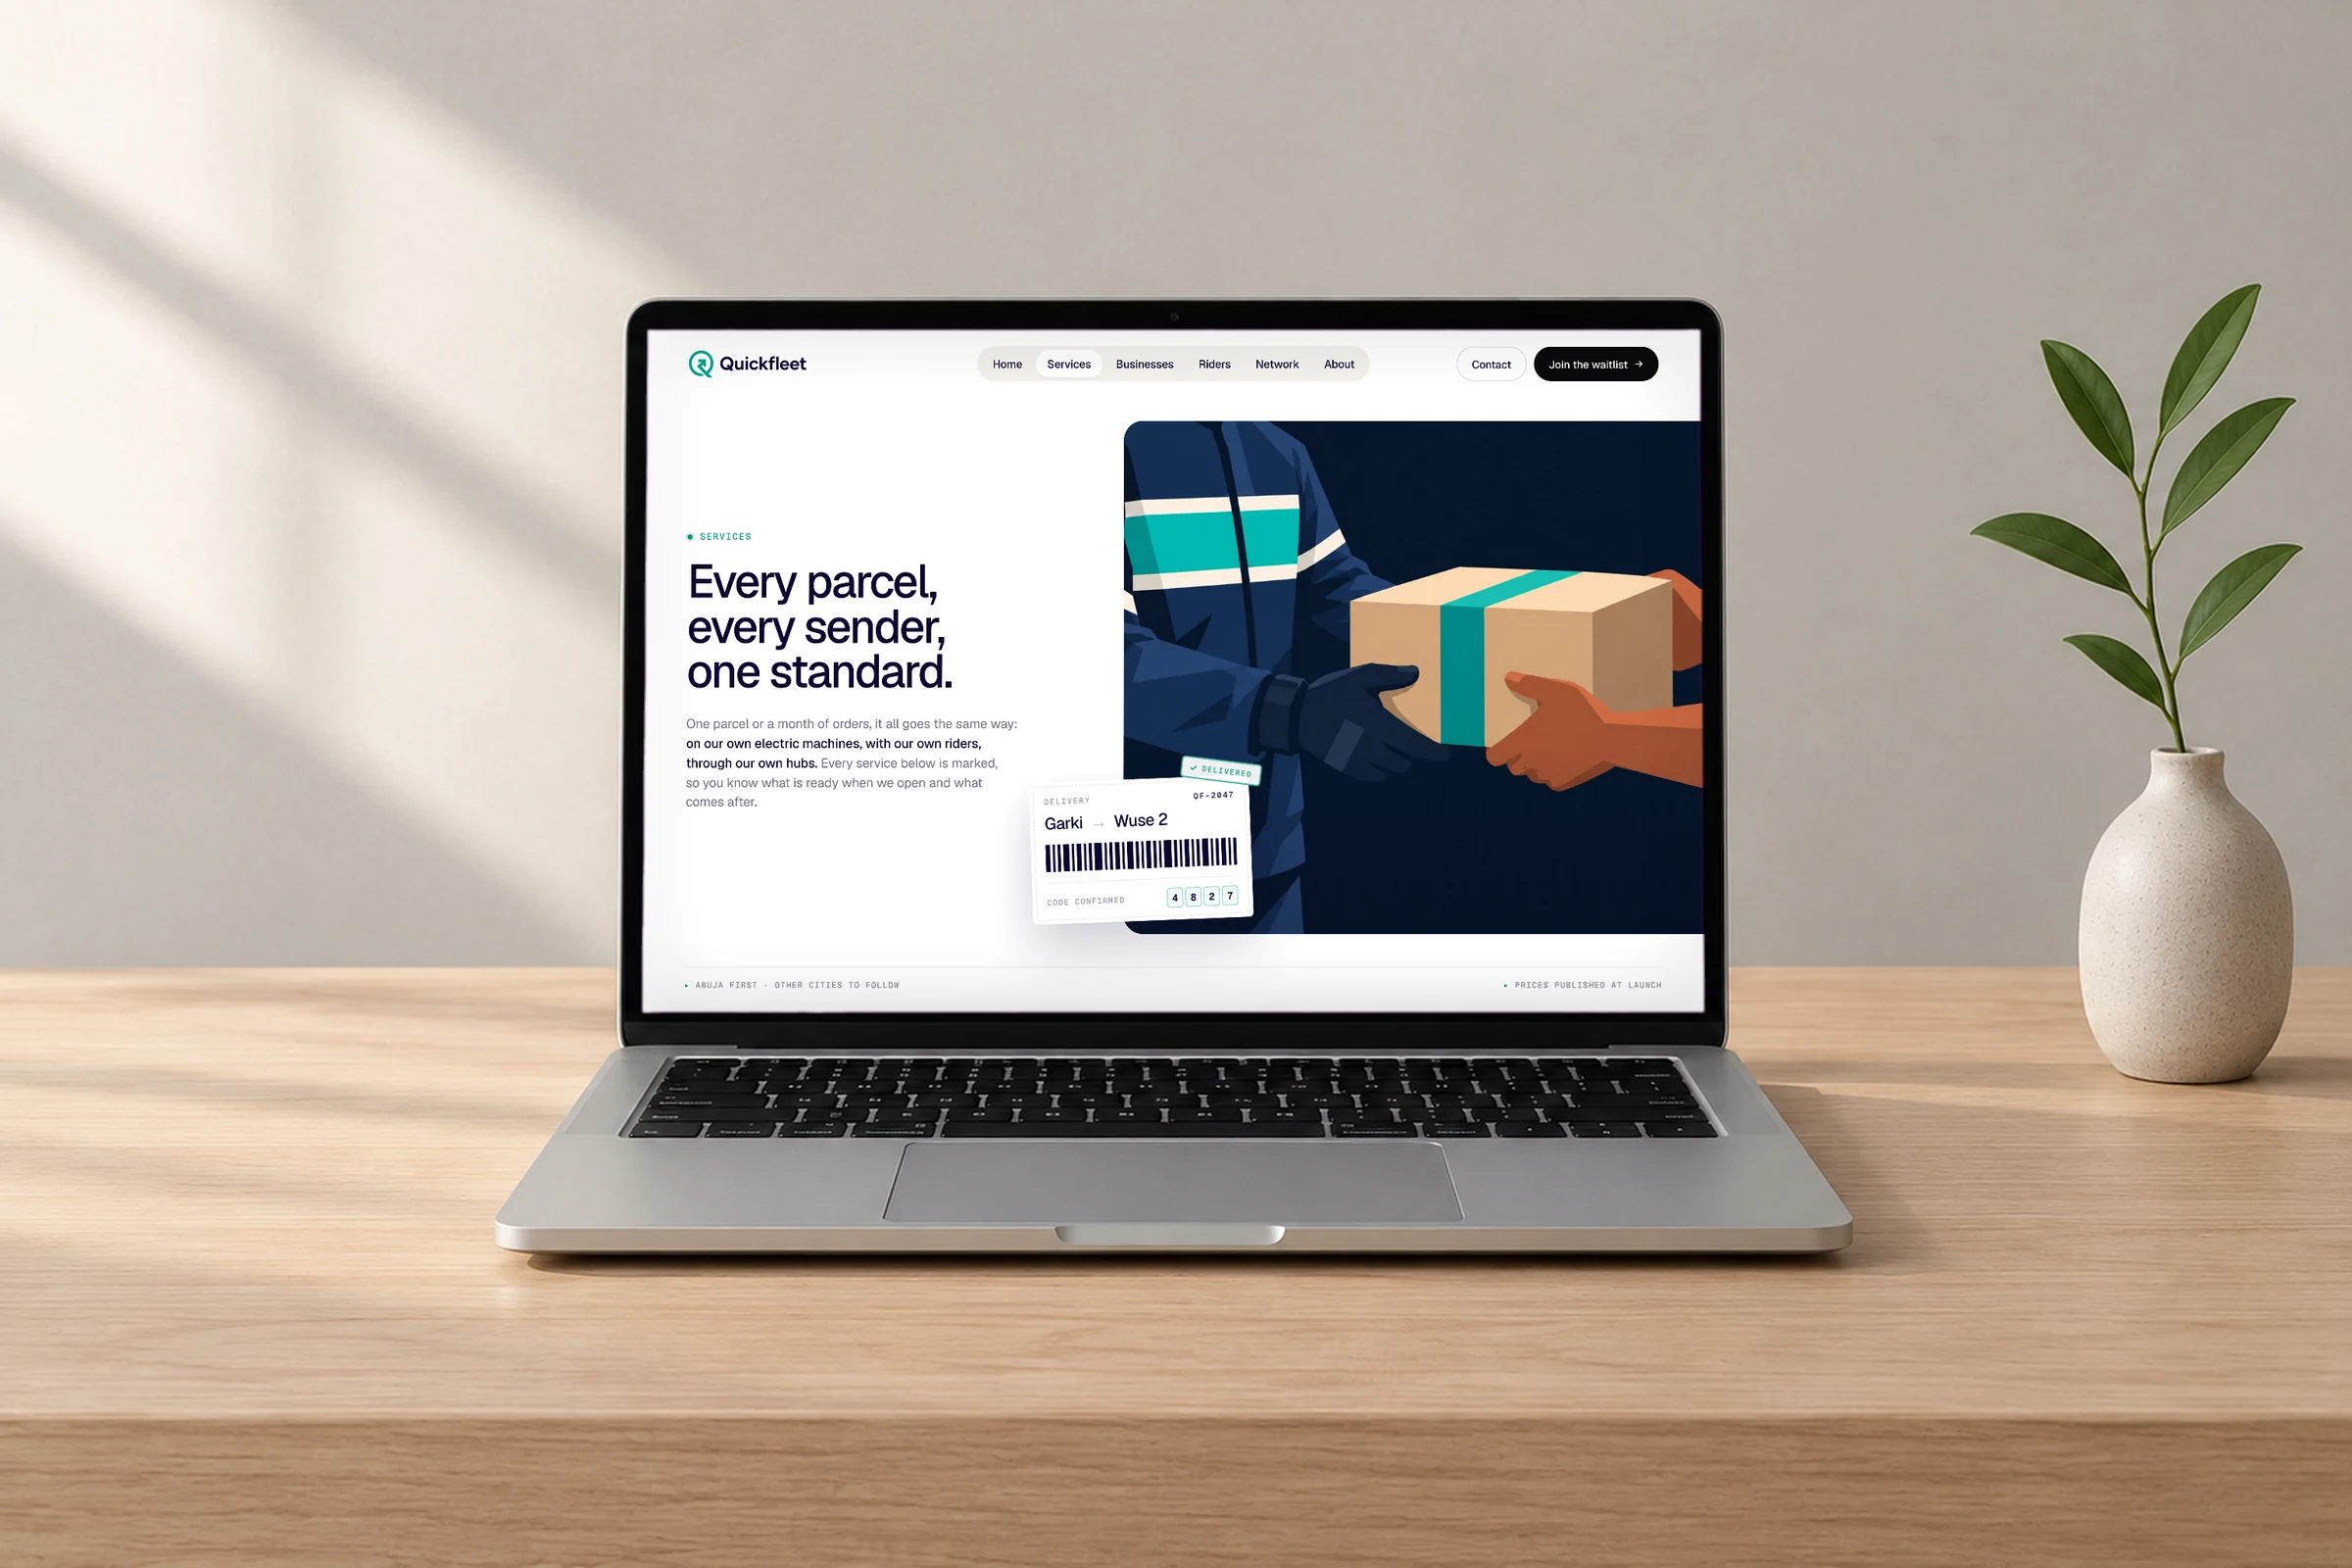 Quickfleet
Home Services Businesses Riders Network About
Contact Join the waitlist →
SERVICES
Every parcel,
every sender,
one standard.
One parcel or a month of orders, it all goes the same way:
on our own electric machines, with our own riders,
through our own hubs. Every service below is marked,
so you know what is ready when we open and what
comes after.
✓ DELIVERED
DELIVERY QF-2047
Garki → Wuse 2
CODE CONFIRMED 4 8 2 7
ABUJA FIRST · OTHER CITIES TO FOLLOW
PRICES PUBLISHED AT LAUNCH